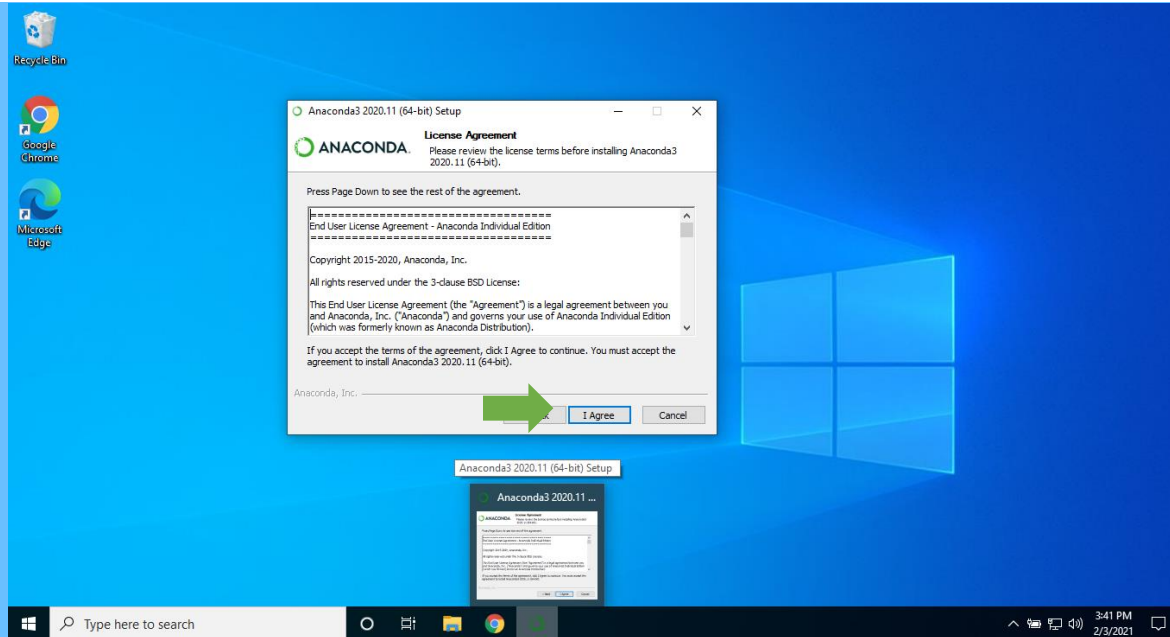 Recycle Bin
Google
Chrome
Microsoft
Edge
Anaconda3 2020.11 (64-bit) Setup
ANACONDA.
License Agreement
Please review the license terms before installing Anaconda3
2020.11 (64-bit).
Press Page Down to see the rest of the agreement.
===================================
End User License Agreement - Anaconda Individual Edition
===================================
Copyright 2015-2020, Anaconda, Inc.
All rights reserved under the 3-clause BSD License:
This End User License Agreement (the "Agreement") is a legal agreement between you
and Anaconda, Inc. ("Anaconda") and governs your use of Anaconda Individual Edition
(which was formerly known as Anaconda Distribution).
If you accept the terms of the agreement, click I Agree to continue. You must accept the
agreement to install Anaconda3 2020.11 (64-bit).
Anaconda, Inc.
I Agree
Cancel
Anaconda3 2020.11 (64-bit) Setup
Anaconda3 2020.11 ...
Type here to search
3:41 PM
2/3/2021